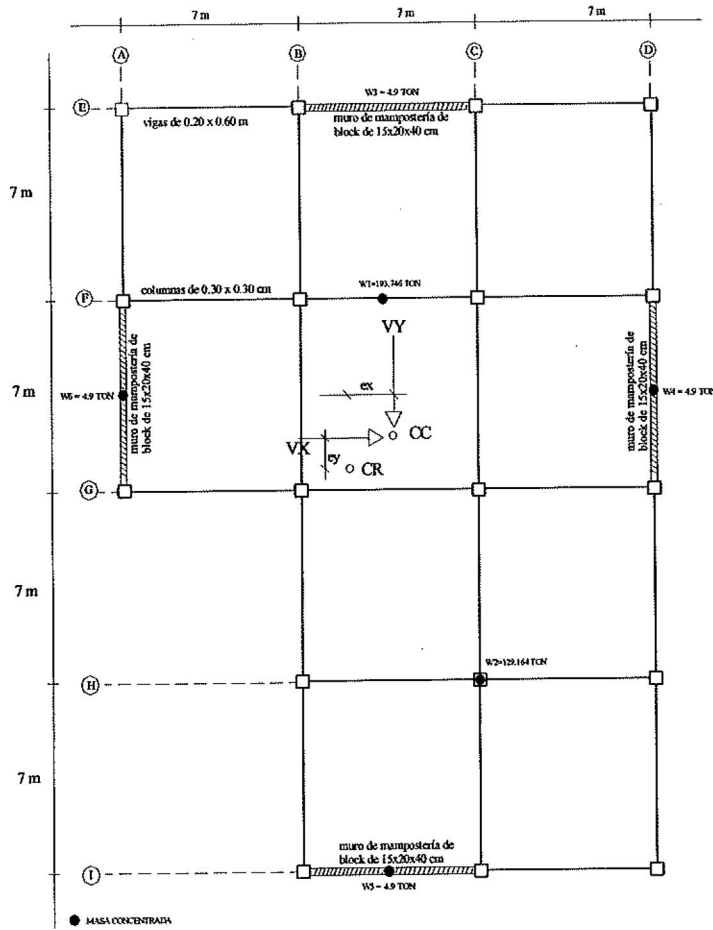 7 m 7 m 7 m
A B C D
W3 = 4.9 TON
E
vigas de 0.20 x 0.60 m
muro de mampostería de
block de 15x20x40 cm
7 m
columnas de 0.30 x 0.30 cm
W1=193.746 TON
F
VY
muro de mampostería de
block de 15x20x40 cm
7 m
ex
W6 = 4.9 TON
W4 = 4.9 TON
muro de mampostería de
block de 15x20x40 cm
VX
CC
ey
CR
G
7 m
W2=129.164 TON
H
7 m
muro de mampostería de
block de 15x20x40 cm
I
W5 = 4.9 TON
MASA CONCENTRADA